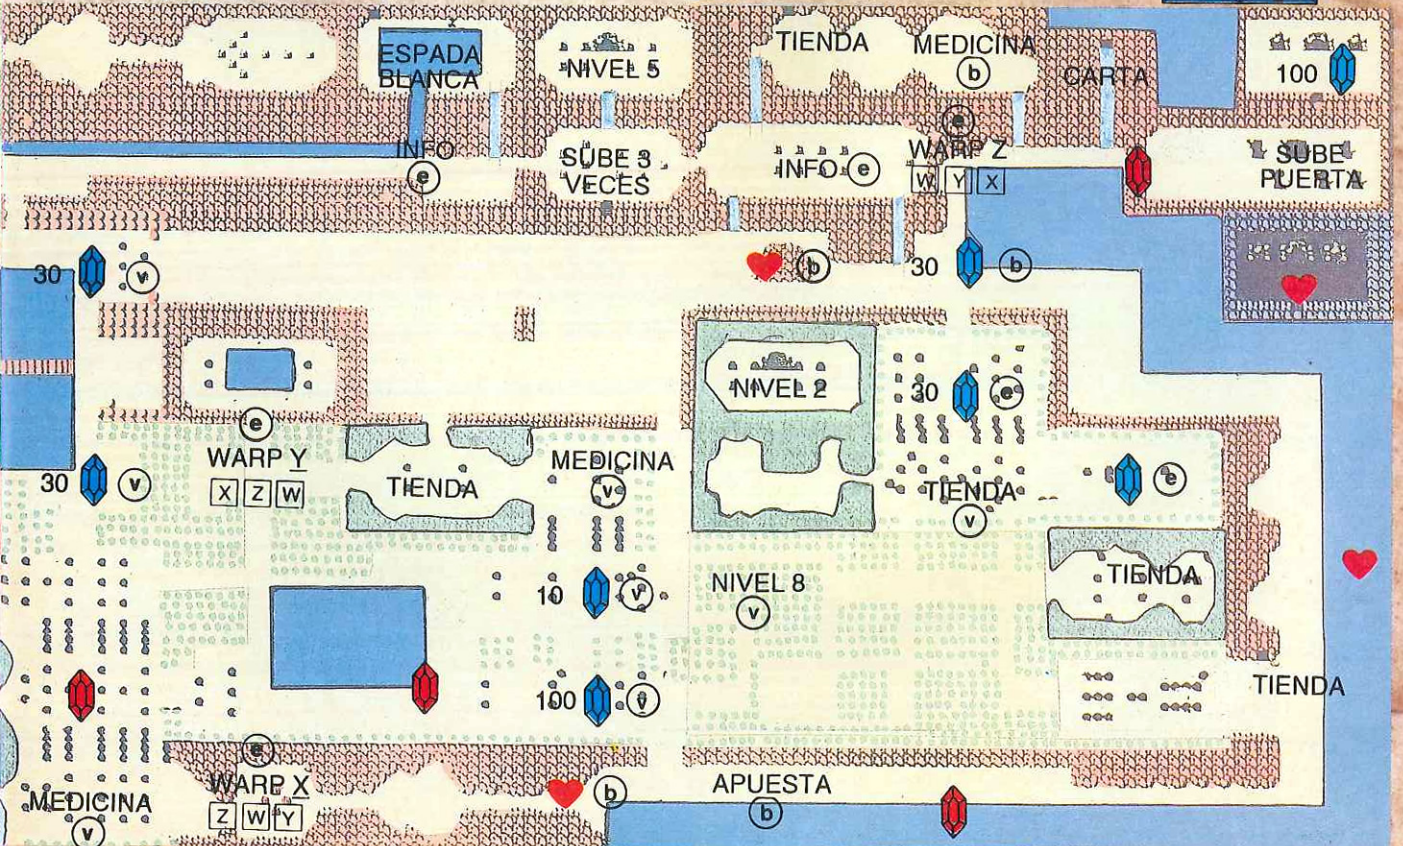 ESPADA
BLANCA
NIVEL 5
TIENDA
MEDICINA
b
CARTA
100
INFO
e
SUBE 3
VECES
INFO e
e
WARP Z
W Y X
SUBE
PUERTA
30 v
b
30 b
NIVEL 2
30 e
30 v
e
WARP Y
X Z W
TIENDA
MEDICINA
v
TIENDA
v
e
10 v
NIVEL 8
v
TIENDA
100 v
TIENDA
e
WARP X
Z W Y
MEDICINA
v
b
APUESTA
b